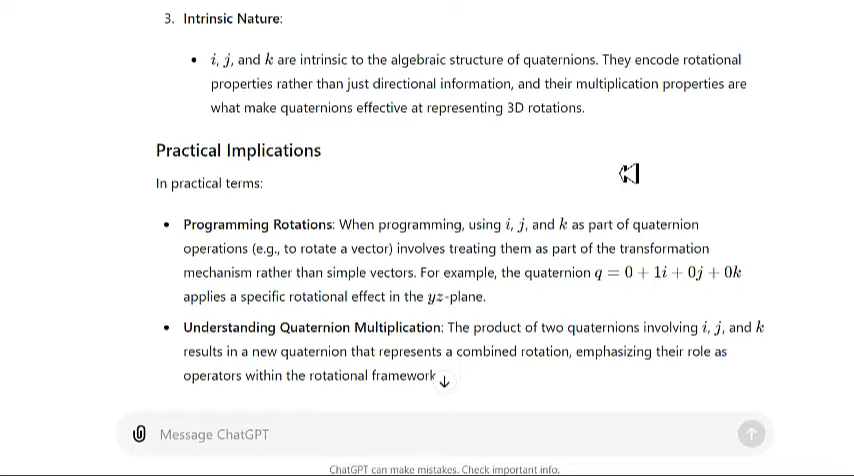 3. Intrinsic Nature:
• i, j, and k are intrinsic to the algebraic structure of quaternions. They encode rotational
properties rather than just directional information, and their multiplication properties are
what make quaternions effective at representing 3D rotations.
Practical Implications
In practical terms:
• Programming Rotations: When programming, using i, j, and k as part of quaternion
operations (e.g., to rotate a vector) involves treating them as part of the transformation
mechanism rather than simple vectors. For example, the quaternion q = 0 + 1i + 0j + 0k
applies a specific rotational effect in the yz-plane.
• Understanding Quaternion Multiplication: The product of two quaternions involving i, j, and k
results in a new quaternion that represents a combined rotation, emphasizing their role as
operators within the rotational framework
Message ChatGPT
ChatGPT can make mistakes. Check important info.